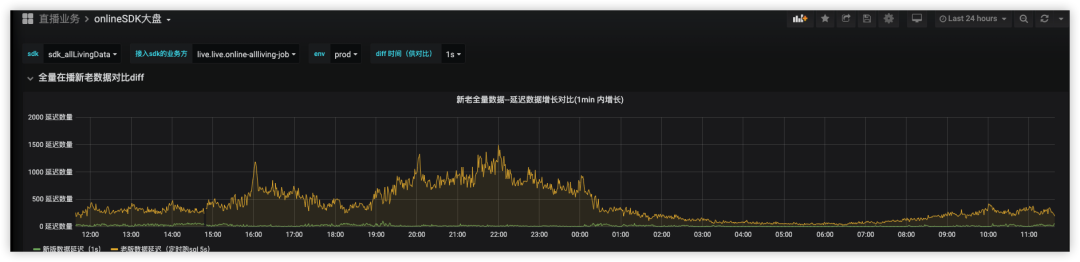 直播业务 > onlineSDK大盘
Last 24 hours
sdk sdk_allLivingData 接入sdk的业务方 live.live.online-allliving-job env prod diff 时间（供对比） 1s
全量在播新老数据对比diff
新老全量数据--延迟数据增长对比(1min 内增长)
2000 延迟数量
1500 延迟数量
1000 延迟数量
500 延迟数量
0 延迟数量
12:00 13:00 14:00 15:00 16:00 17:00 18:00 19:00 20:00 21:00 22:00 23:00 00:00 01:00 02:00 03:00 04:00 05:00 06:00 07:00 08:00 09:00 10:00 11:00
新版数据延迟（1s） 老版数据延迟（定时跑sql 5s）